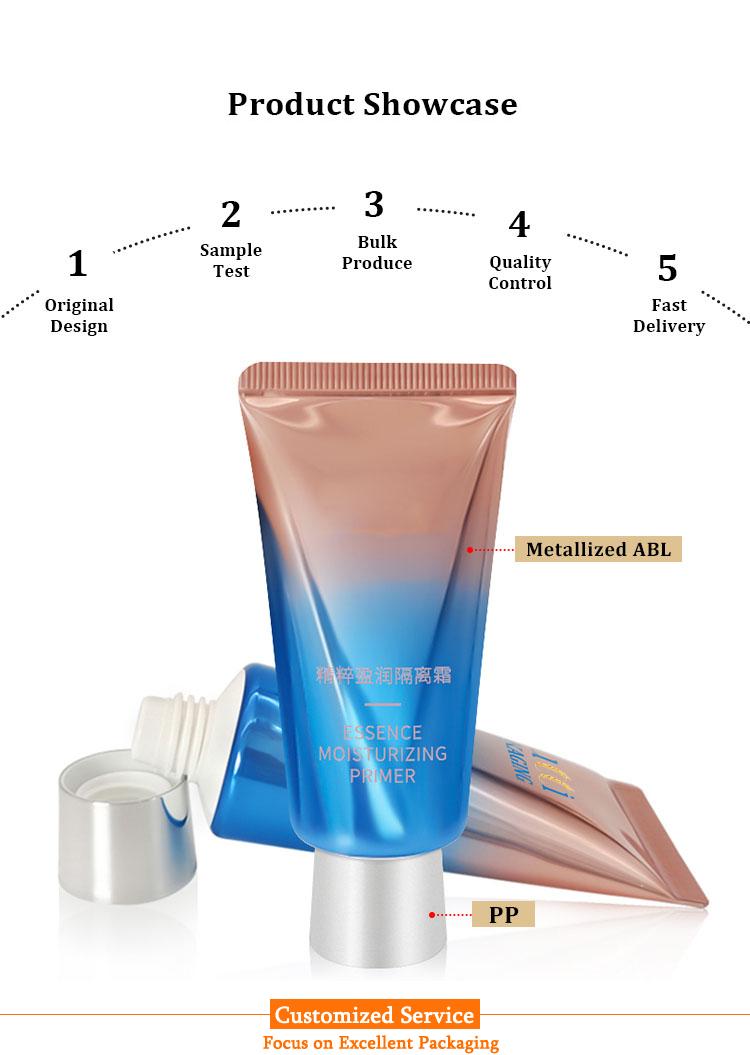 Product Showcase
1
Original
Design
2
Sample
Test
3
Bulk
Produce
4
Quality
Control
5
Fast
Delivery
Metallized ABL
精粹盈润隔离霜
ESSENCE
MOISTURIZING
PRIMER
PP
Customized Service
Focus on Excellent Packaging